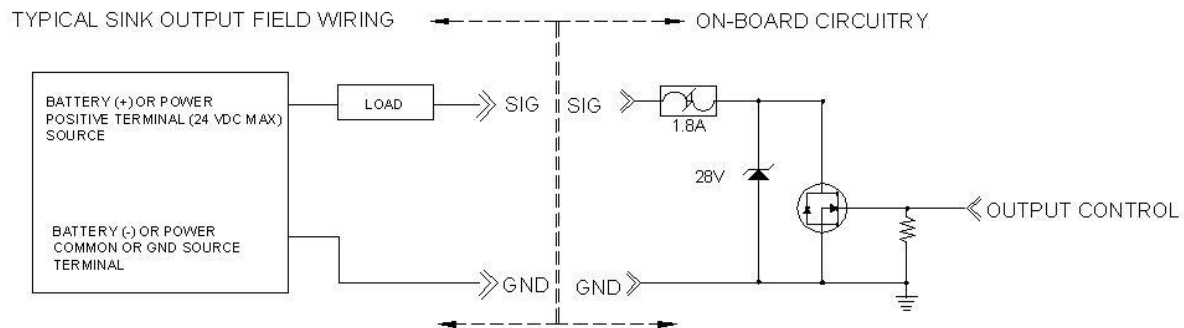 TYPICAL SINK OUTPUT FIELD WIRING
ON-BOARD CIRCUITRY
BATTERY (+) OR POWER
POSITIVE TERMINAL (24 VDC MAX)
SOURCE
LOAD
SIG
SIG
1.8A
28V
OUTPUT CONTROL
BATTERY (-) OR POWER
COMMON OR GND SOURCE
TERMINAL
GND
GND